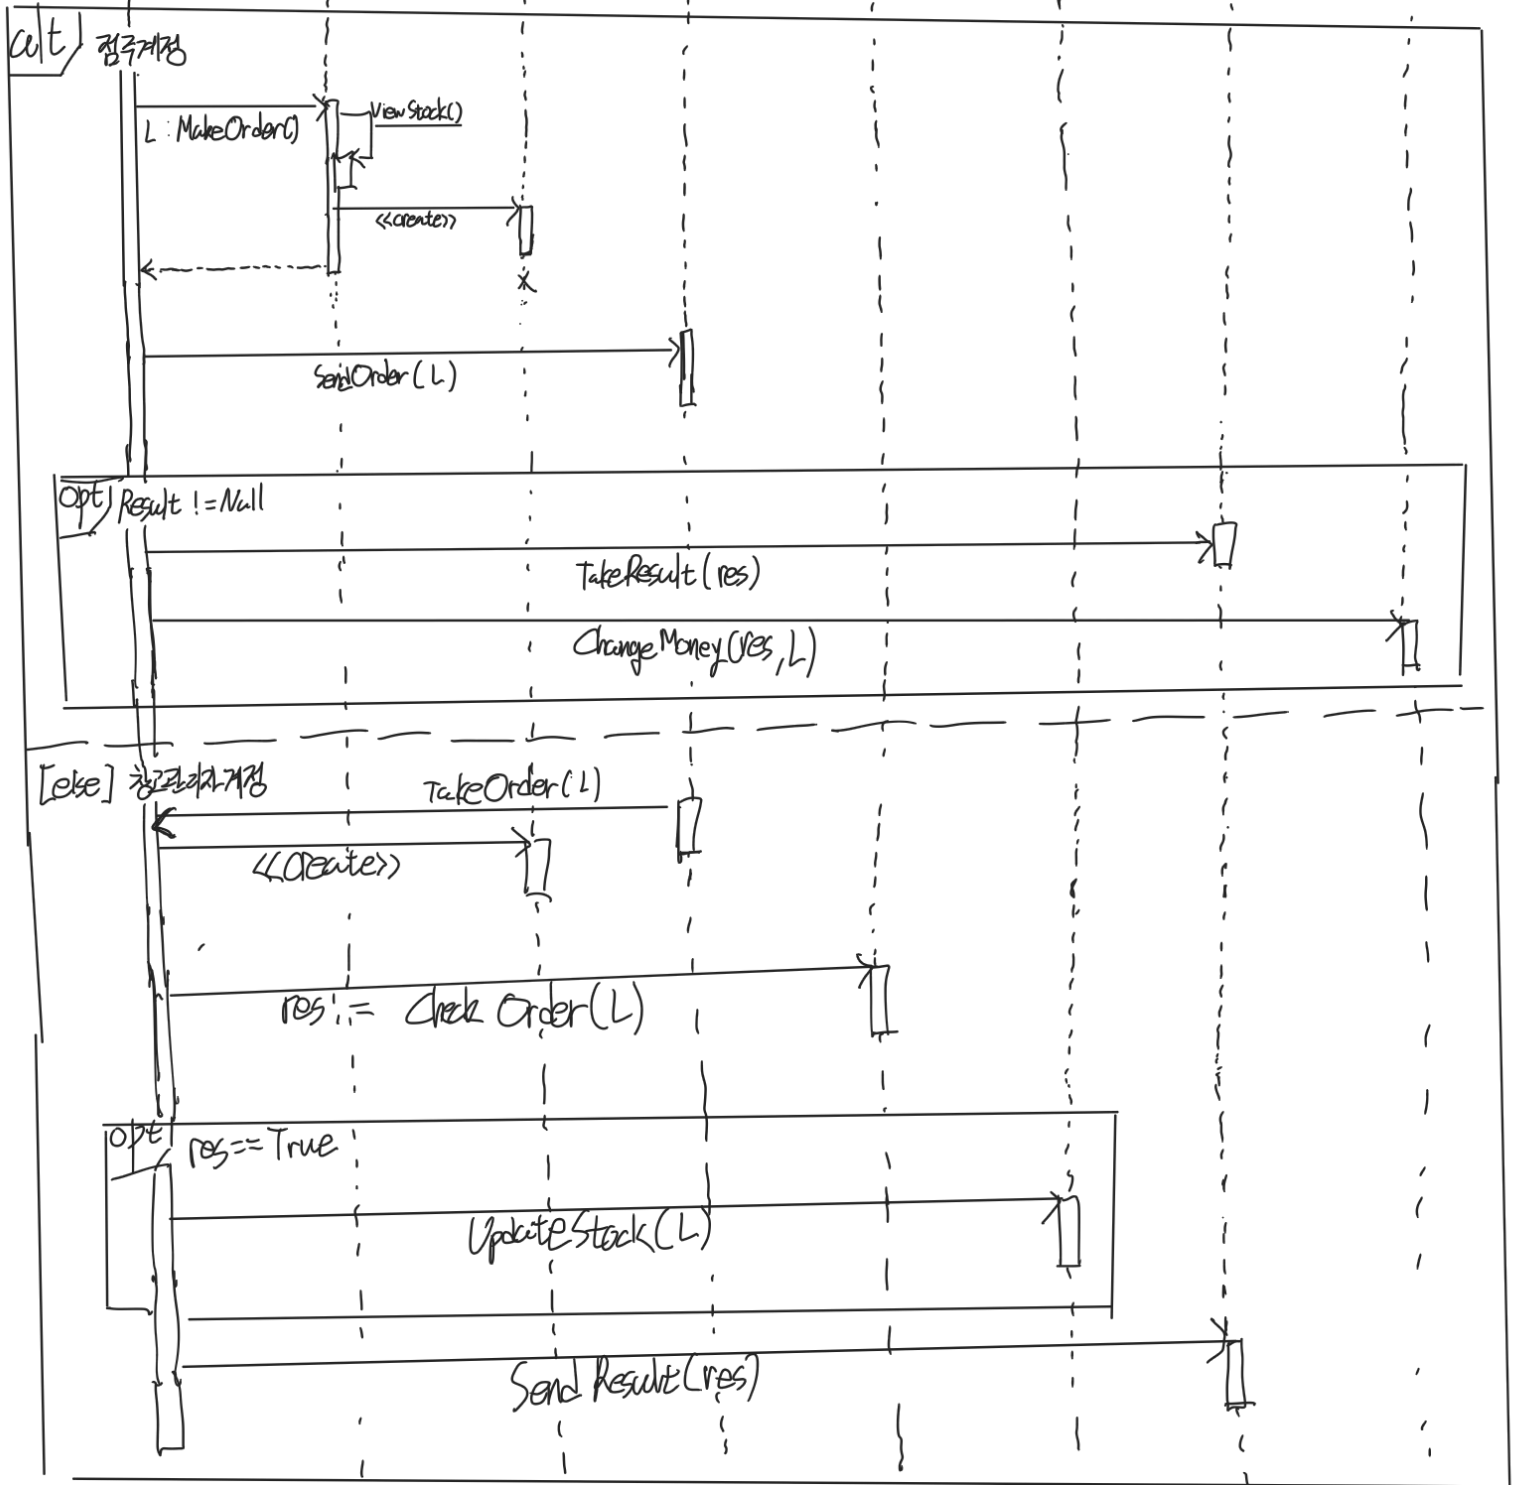 alt
점주계정
ViewStock()
L : MakeOrder()
<<create>>
SendOrder(L)
opt
Result != Null
TakeResult(res)
ChangeMoney(res, L)
[else] 창고관리자계정
TakeOrder(:L)
<<create>>
res := Check Order(L)
opt
res==True
UpdateStock(L)
Send Result(res)